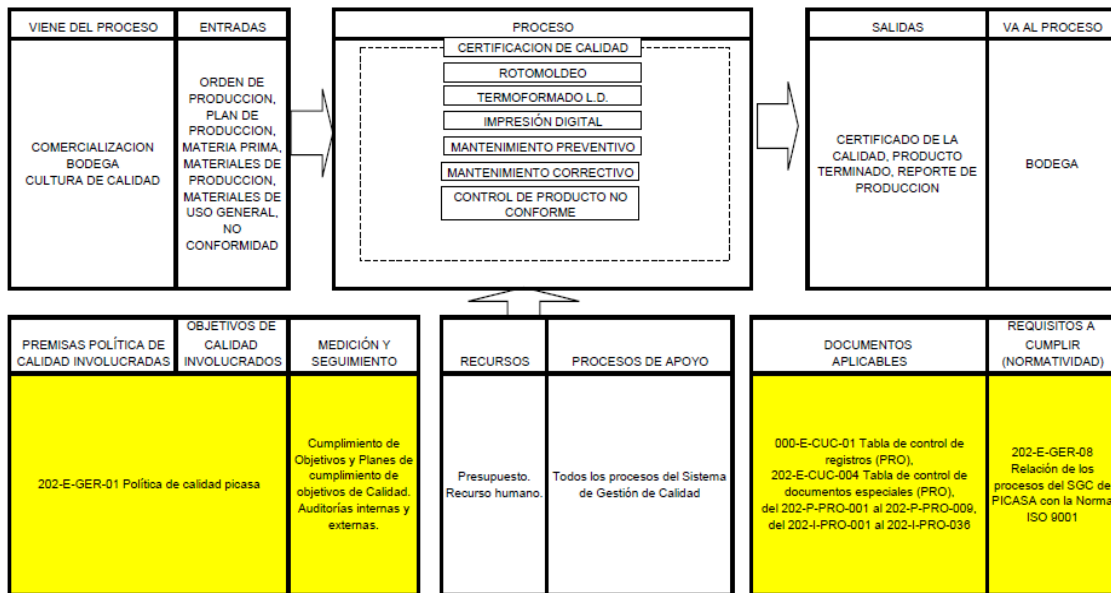 VIENE DEL PROCESO
ENTRADAS
PROCESO
SALIDAS
VA AL PROCESO
COMERCIALIZACION
BODEGA
CULTURA DE CALIDAD
ORDEN DE
PRODUCCION,
PLAN DE
PRODUCCION,
MATERIA PRIMA,
MATERIALES DE
PRODUCCION,
MATERIALES DE
USO GENERAL,
NO
CONFORMIDAD
CERTIFICACION DE CALIDAD
ROTOMOLDEO
TERMOFORMADO L.D.
IMPRESIÓN DIGITAL
MANTENIMIENTO PREVENTIVO
MANTENIMIENTO CORRECTIVO
CONTROL DE PRODUCTO NO
CONFORME
CERTIFICADO DE LA
CALIDAD, PRODUCTO
TERMINADO, REPORTE DE
PRODUCCION
BODEGA
PREMISAS POLÍTICA DE
CALIDAD INVOLUCRADAS
OBJETIVOS DE
CALIDAD
INVOLUCRADOS
MEDICIÓN Y
SEGUIMIENTO
RECURSOS
PROCESOS DE APOYO
DOCUMENTOS
APLICABLES
REQUISITOS A
CUMPLIR
(NORMATIVIDAD)
202-E-GER-01 Política de calidad picasa
Cumplimiento de
Objetivos y Planes de
cumplimiento de
objetivos de Calidad.
Auditorías internas y
externas.
Presupuesto.
Recurso humano.
Todos los procesos del Sistema
de Gestión de Calidad
000-E-CUC-01 Tabla de control de
registros (PRO),
202-E-CUC-004 Tabla de control de
documentos especiales (PRO),
del 202-P-PRO-001 al 202-P-PRO-009,
del 202-I-PRO-001 al 202-I-PRO-036
202-E-GER-08
Relación de los
procesos del SGC de
PICASA con la Norma
ISO 9001